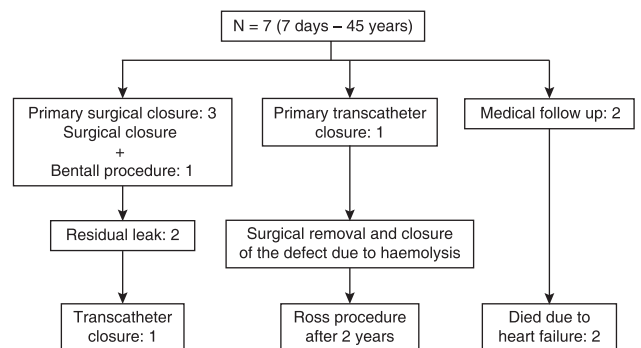 N = 7 (7 days – 45 years)
Primary surgical closure: 3
Surgical closure
+
Bentall procedure: 1
Primary transcatheter
closure: 1
Medical follow up: 2
Residual leak: 2
Surgical removal and closure
of the defect due to haemolysis
Transcatheter
closure: 1
Ross procedure
after 2 years
Died due to
heart failure: 2